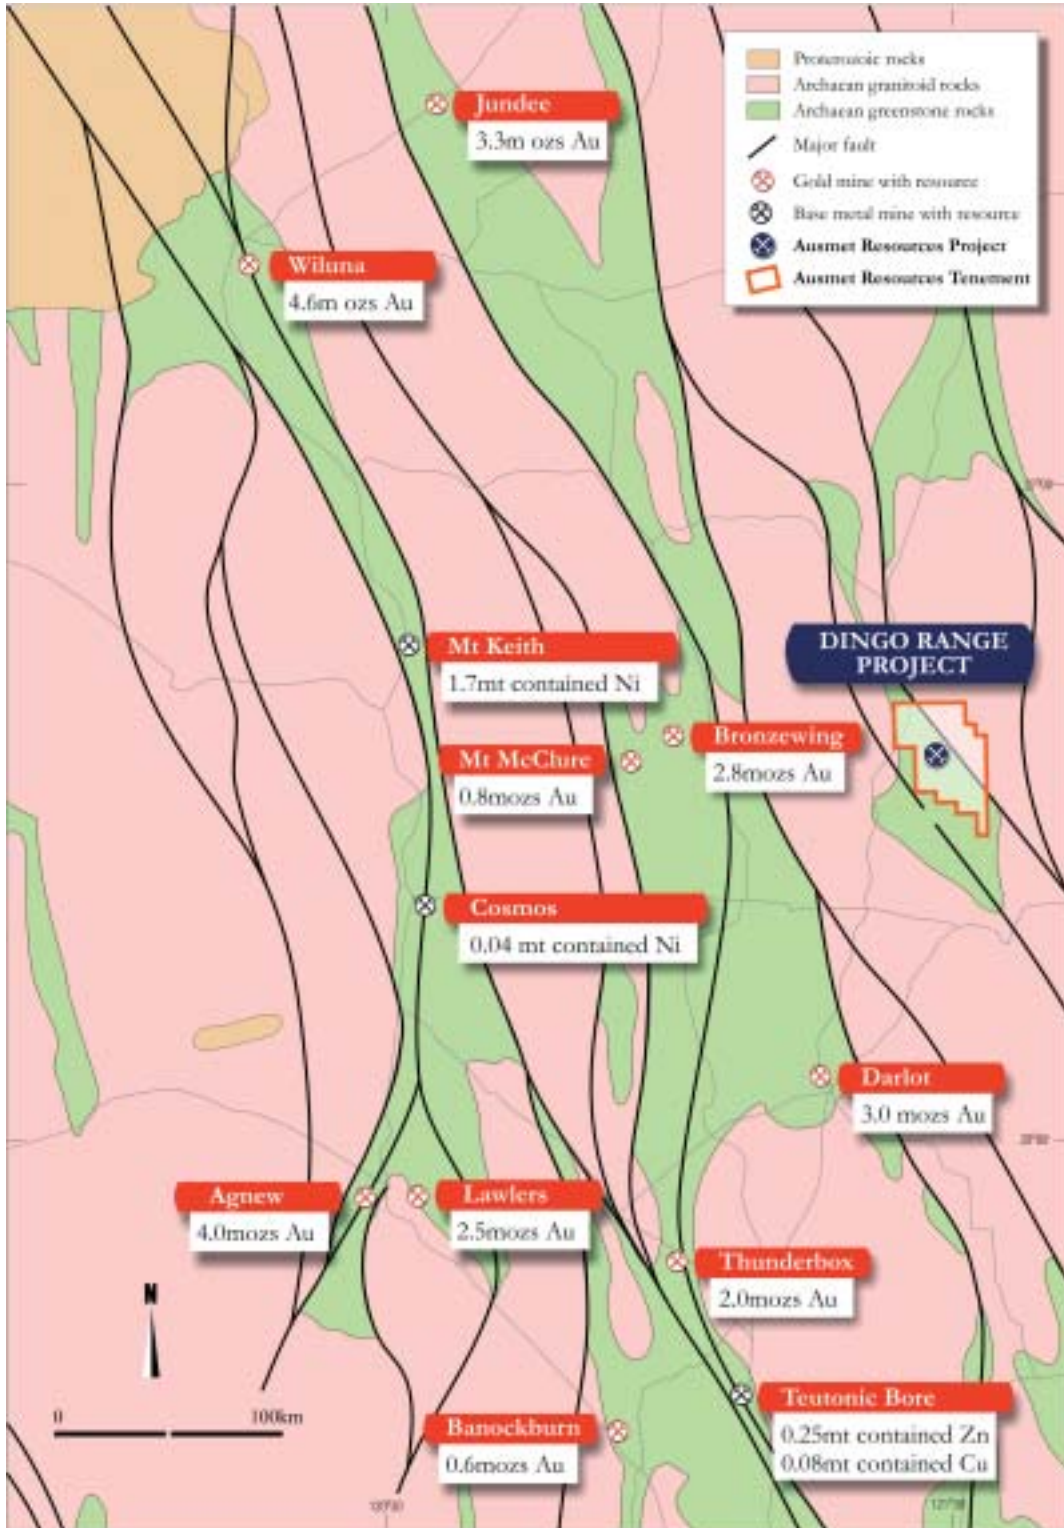 Proterozoic rocks
Archaean granitoid rocks
Archaean greenstone rocks
Major fault
Gold mine with resource
Base metal mine with resource
Ausmet Resources Project
Ausmet Resources Tenement
Jundee
3.3m ozs Au
Wiluna
4.6m ozs Au
DINGO RANGE
PROJECT
Mt Keith
1.7mt contained Ni
Bronzewing
2.8mozs Au
Mt McClure
0.8mozs Au
Cosmos
0.04 mt contained Ni
Darlot
3.0 mozs Au
Agnew
4.0mozs Au
Lawlers
2.5mozs Au
Thunderbox
2.0mozs Au
N
Teutonic Bore
0.25mt contained Zn
0.08mt contained Cu
0 100km
Banockburn
0.6mozs Au